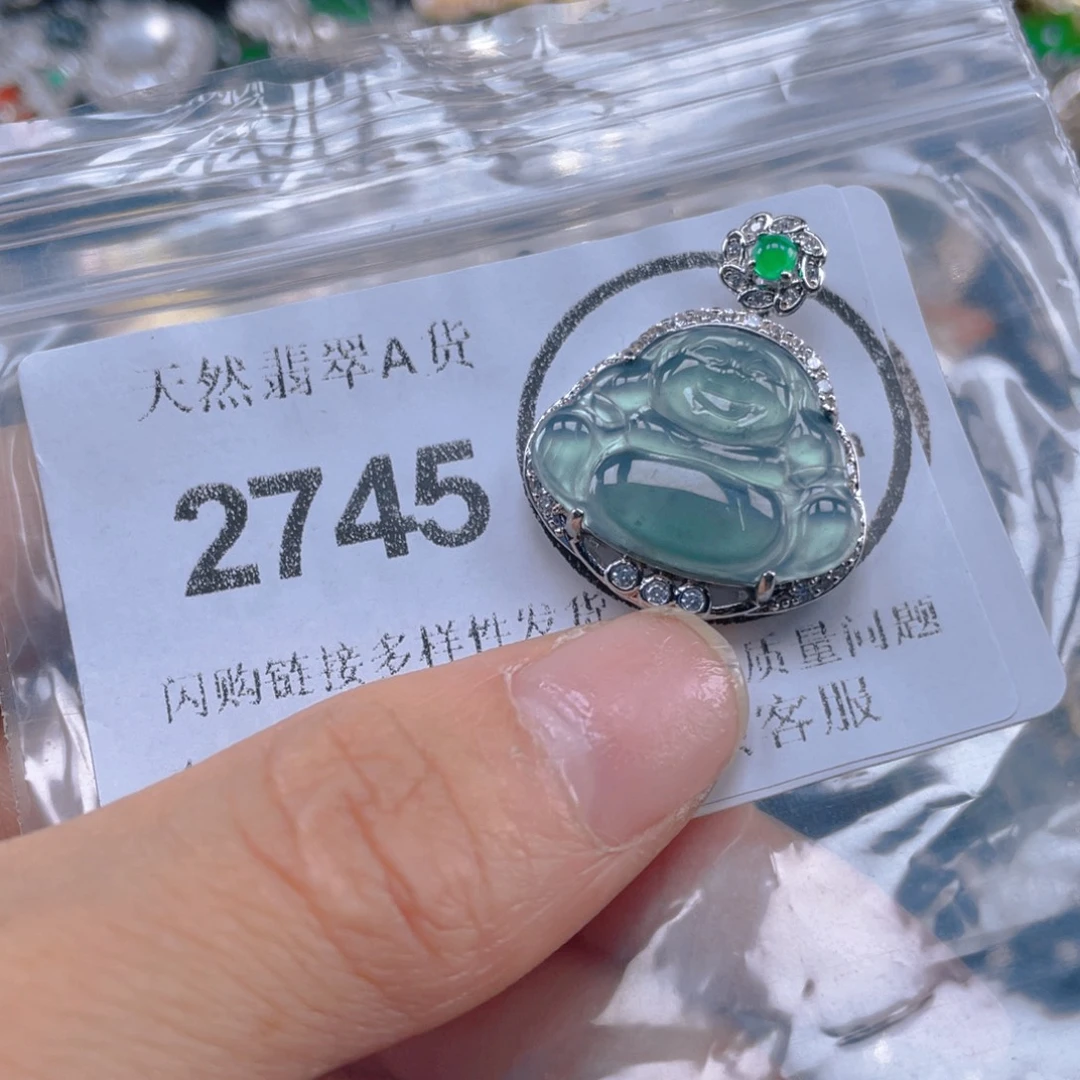 天然翡翠A货
2745
闪购链接多样性发货
质量问题
客服